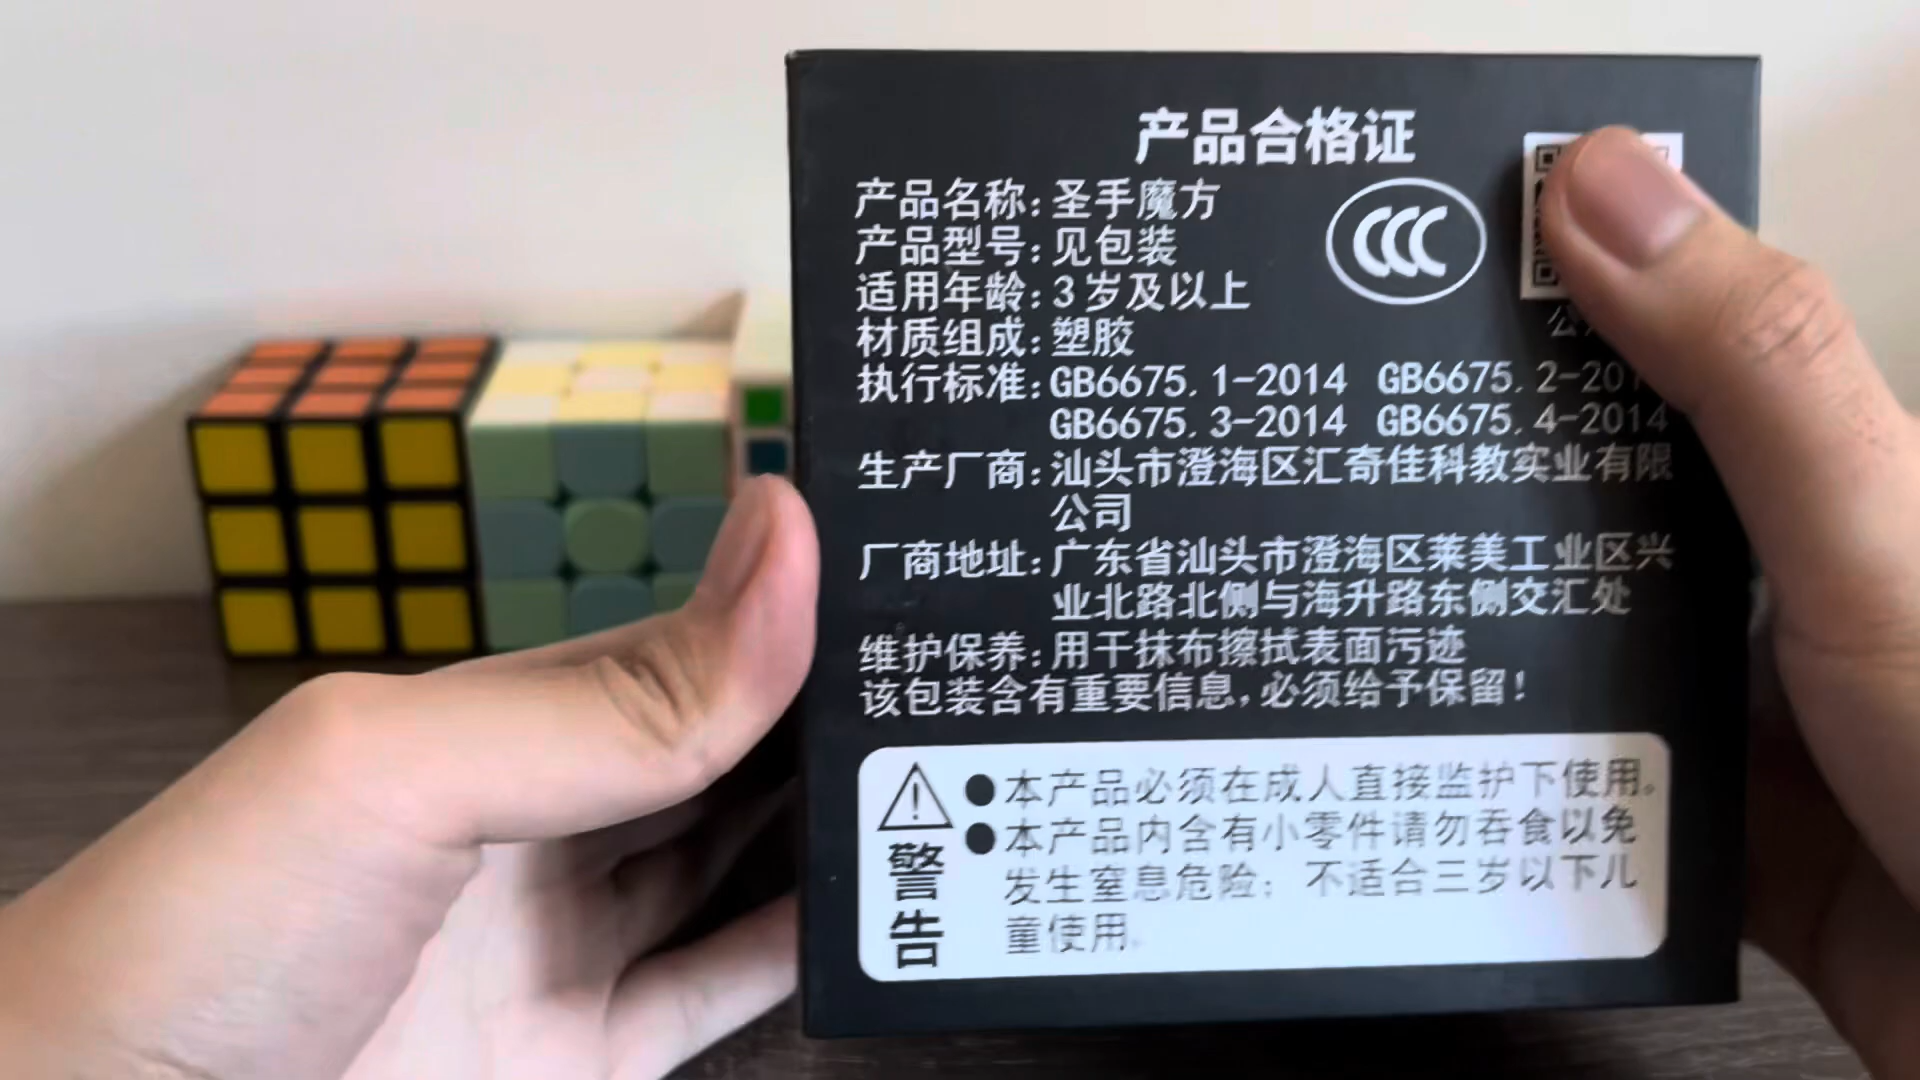 产品合格证
产品名称:圣手魔方
产品型号:见包装
适用年龄:3岁及以上
材质组成:塑胶
执行标准:GB6675.1-2014 GB6675.2-20
GB6675.3-2014 GB6675.4-2014
生产厂商:汕头市澄海区汇奇佳科教实业有限
公司
厂商地址:广东省汕头市澄海区莱美工业区兴
业北路北侧与海升路东侧交汇处
维护保养:用干抹布擦拭表面污迹
该包装含有重要信息,必须给予保留!
CCC
公
警告
●本产品必须在成人直接监护下使用。
●本产品内含有小零件请勿吞食以免
发生窒息危险；不适合三岁以下儿
童使用.